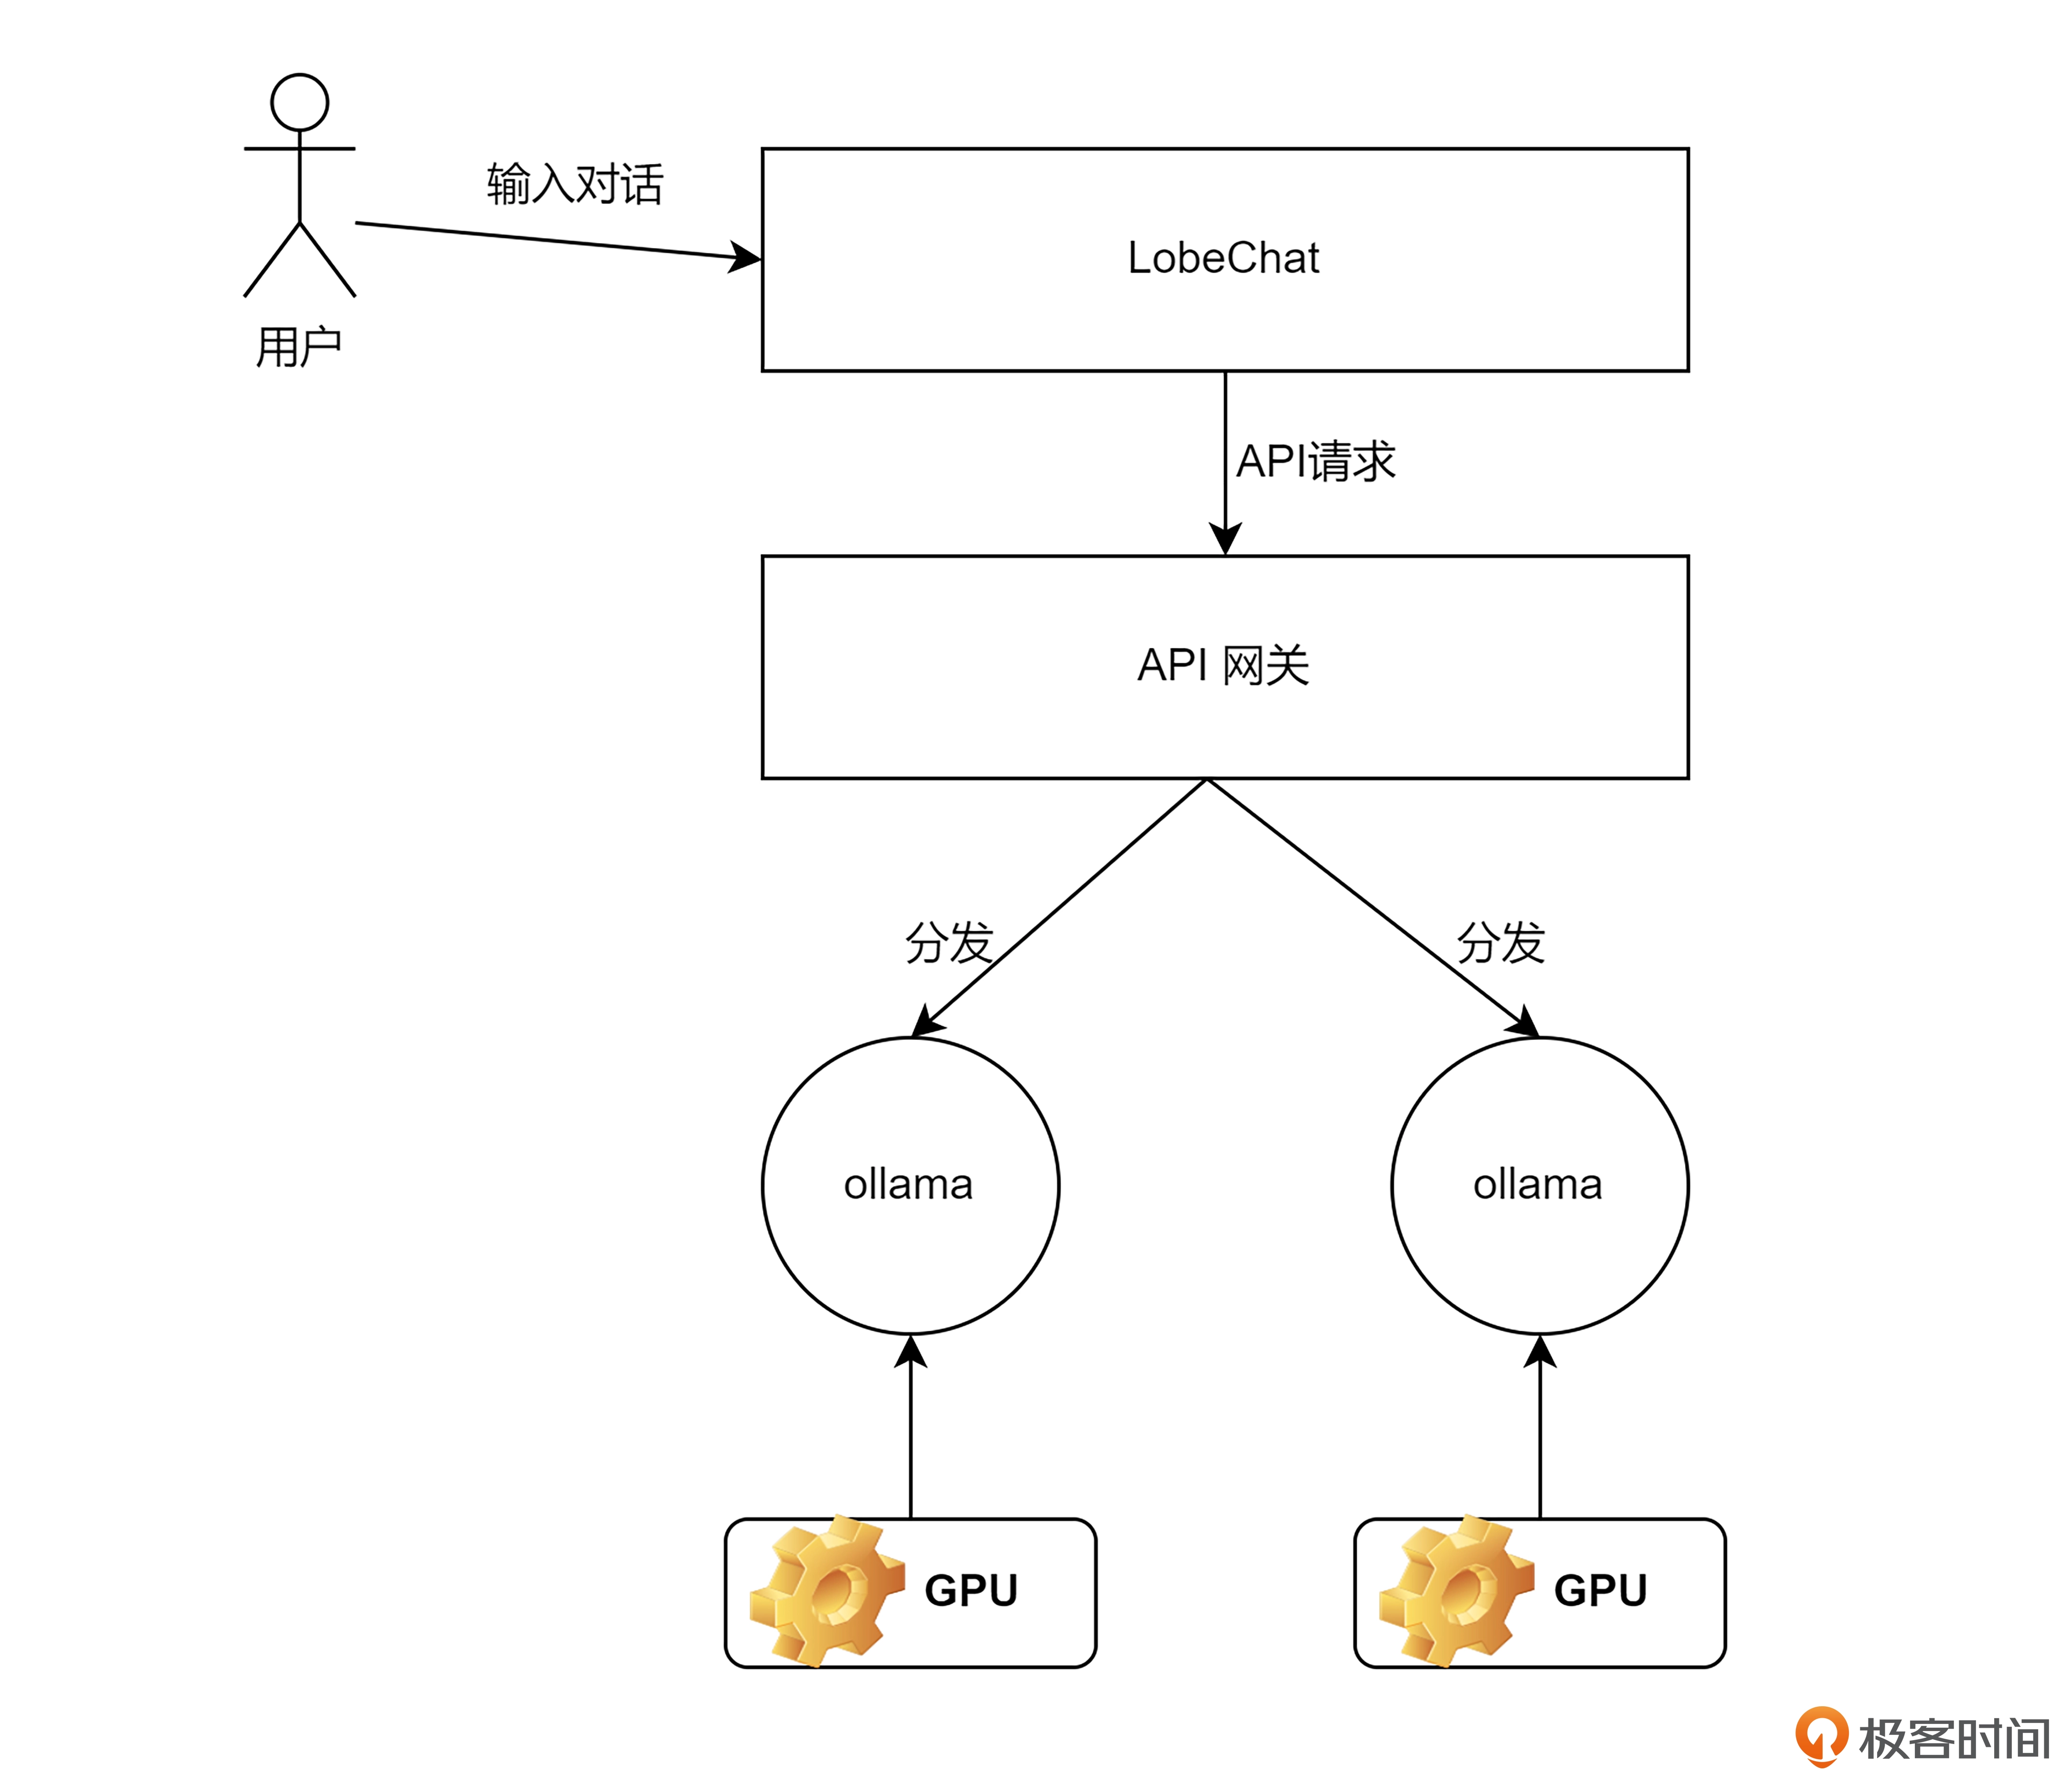 输入对话
用户
LobeChat
API请求
API 网关
分发
分发
ollama
ollama
GPU
GPU
极客时间